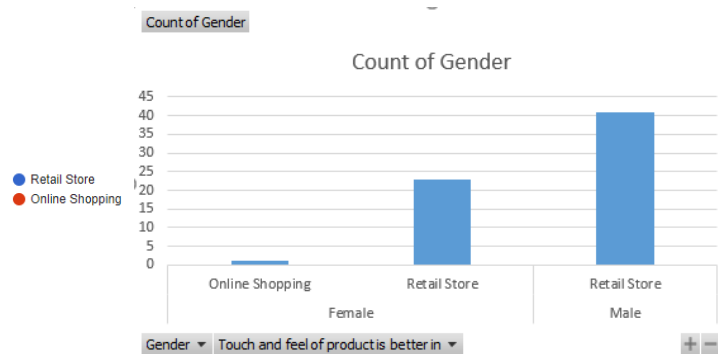 Count of Gender
Count of Gender
45
40
35
30
25
20
15
10
5
0
Retail Store
Online Shopping
Online Shopping Retail Store Retail Store
Female Male
Gender Touch and feel of product is better in